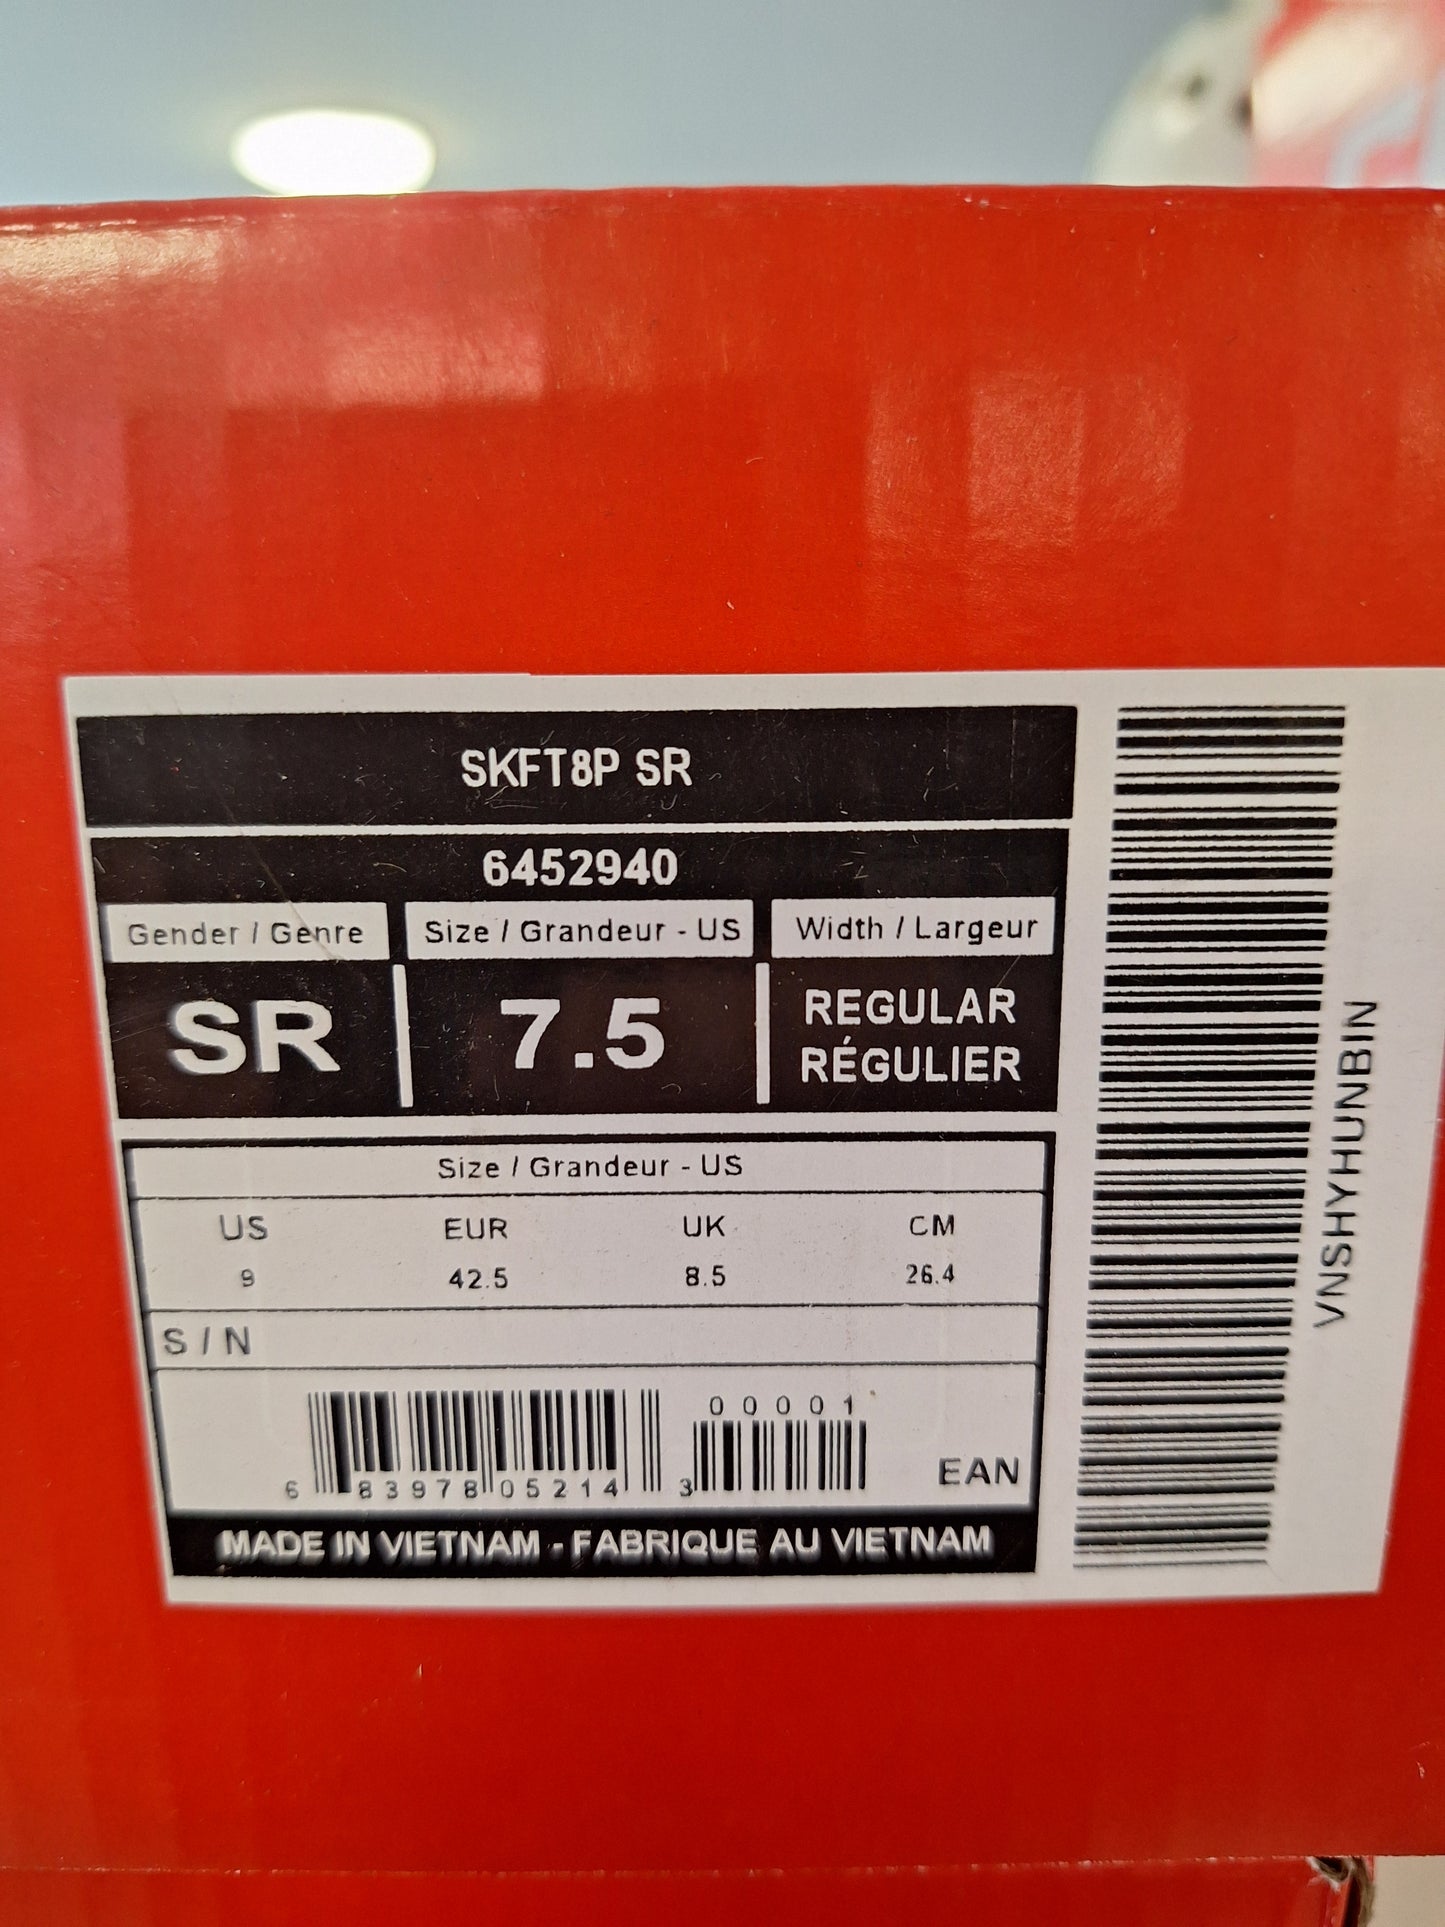 SKFT8P SR
6452940
Gender / Genre Size / Grandeur - US Width / Largeur
SR 7.5 REGULAR
RÉGULIER
Size / Grandeur - US
US EUR UK CM
9 42.5 8.5 26.4
S / N
00001
6 83978 05214 3
EAN
MADE IN VIETNAM - FABRIQUE AU VIETNAM
VNSHYHUNBIN